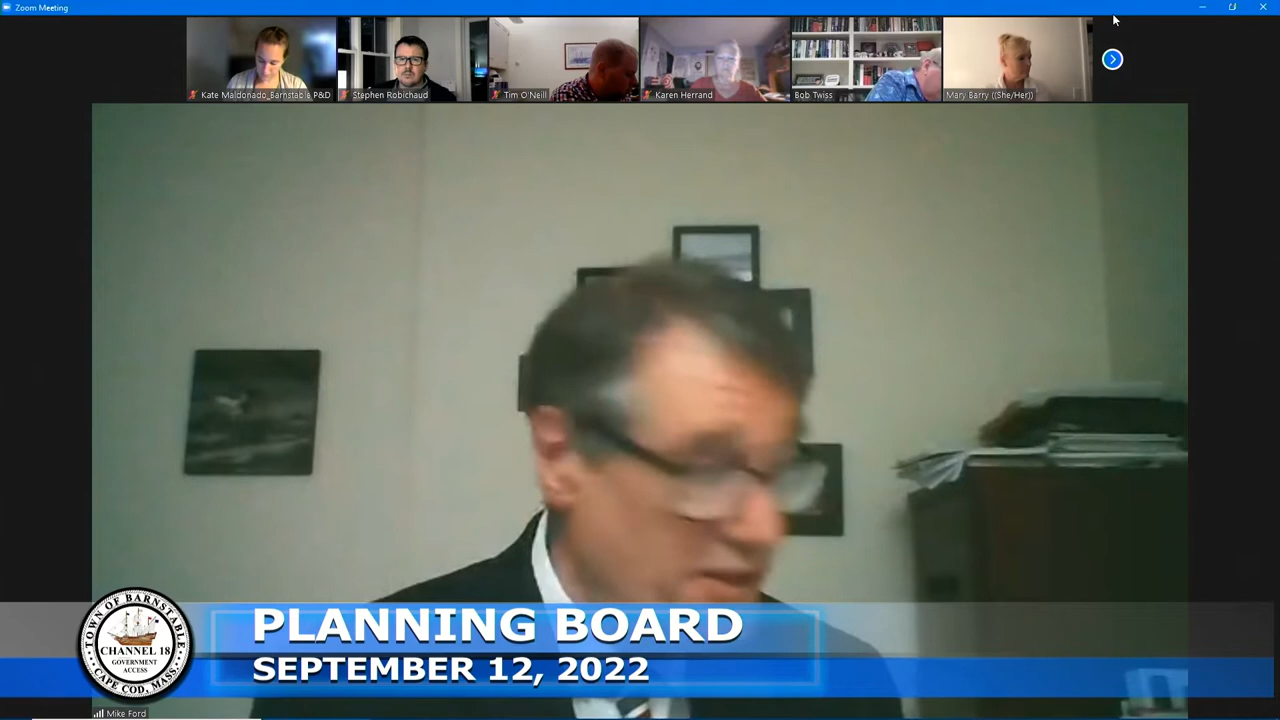 Zoom Meeting
Kate Maldonado_Barnstable P&D
Stephen Robichaud
Tim O'Neill
Karen Herrand
Bob Twiss
Mary Barry ((She/Her))
TOWN OF BARNSTABLE
CHANNEL 18
GOVERNMENT
ACCESS
CAPE COD, MASS.
PLANNING BOARD
SEPTEMBER 12, 2022
Mike Ford